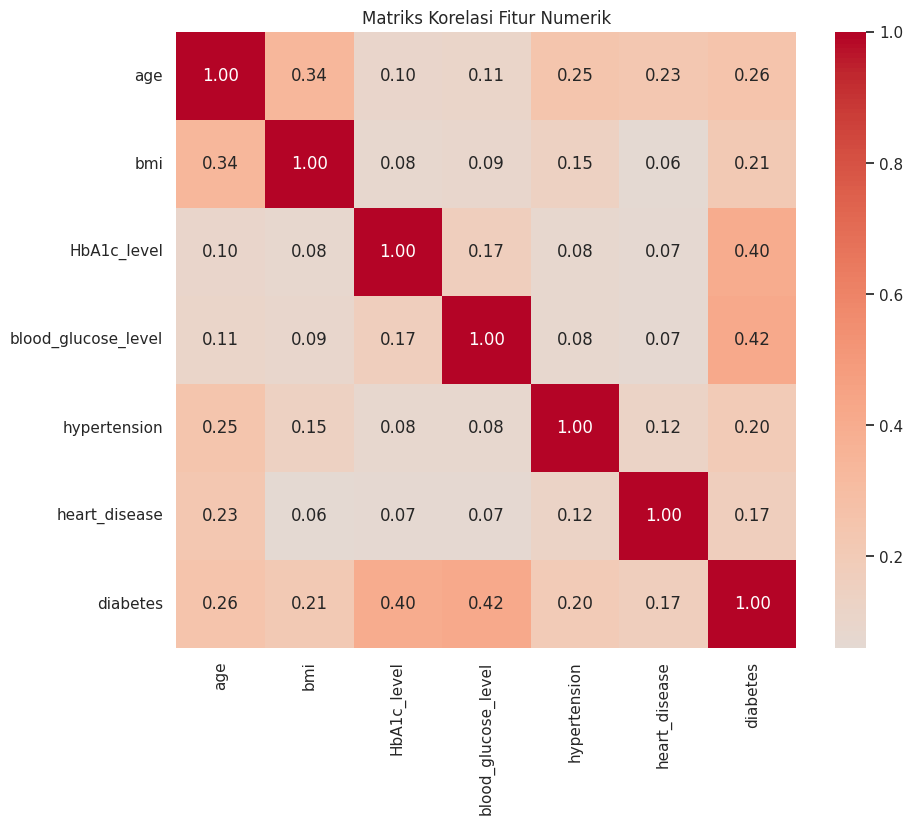 Matriks Korelasi Fitur Numerik
age 1.00 0.34 0.10 0.11 0.25 0.23 0.26
bmi 0.34 1.00 0.08 0.09 0.15 0.06 0.21
HbA1c_level 0.10 0.08 1.00 0.17 0.08 0.07 0.40
blood_glucose_level 0.11 0.09 0.17 1.00 0.08 0.07 0.42
hypertension 0.25 0.15 0.08 0.08 1.00 0.12 0.20
heart_disease 0.23 0.06 0.07 0.07 0.12 1.00 0.17
diabetes 0.26 0.21 0.40 0.42 0.20 0.17 1.00
age
bmi
HbA1c_level
blood_glucose_level
hypertension
heart_disease
diabetes
1.0
0.8
0.6
0.4
0.2